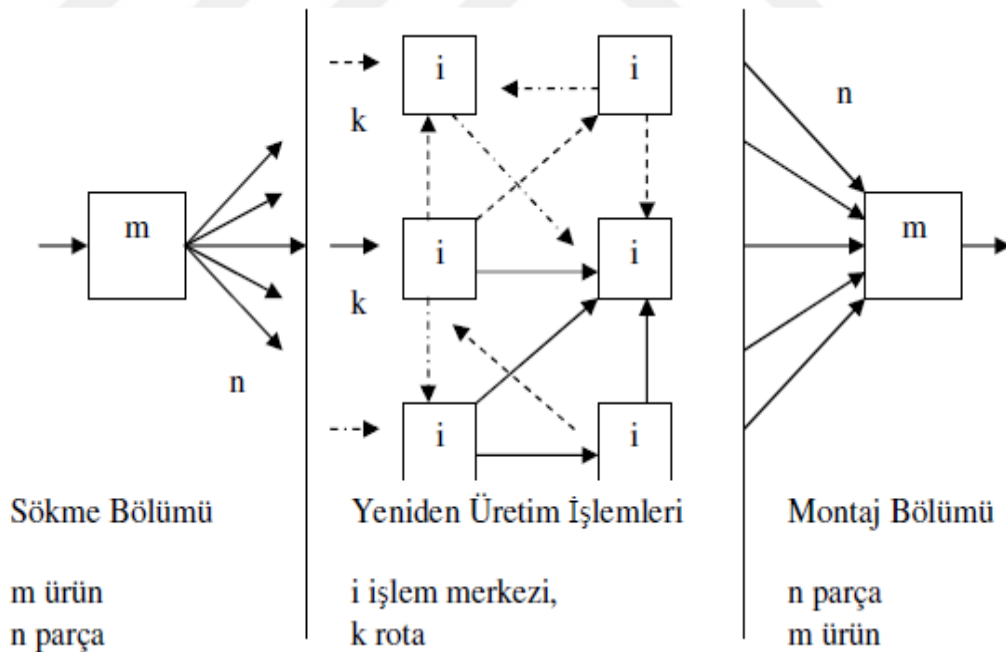 i
i
k
n
m
i
i
m
k
n
i
i
Sökme Bölümü
Yeniden Üretim İşlemleri
Montaj Bölümü
m ürün
n parça
i işlem merkezi,
k rota
n parça
m ürün